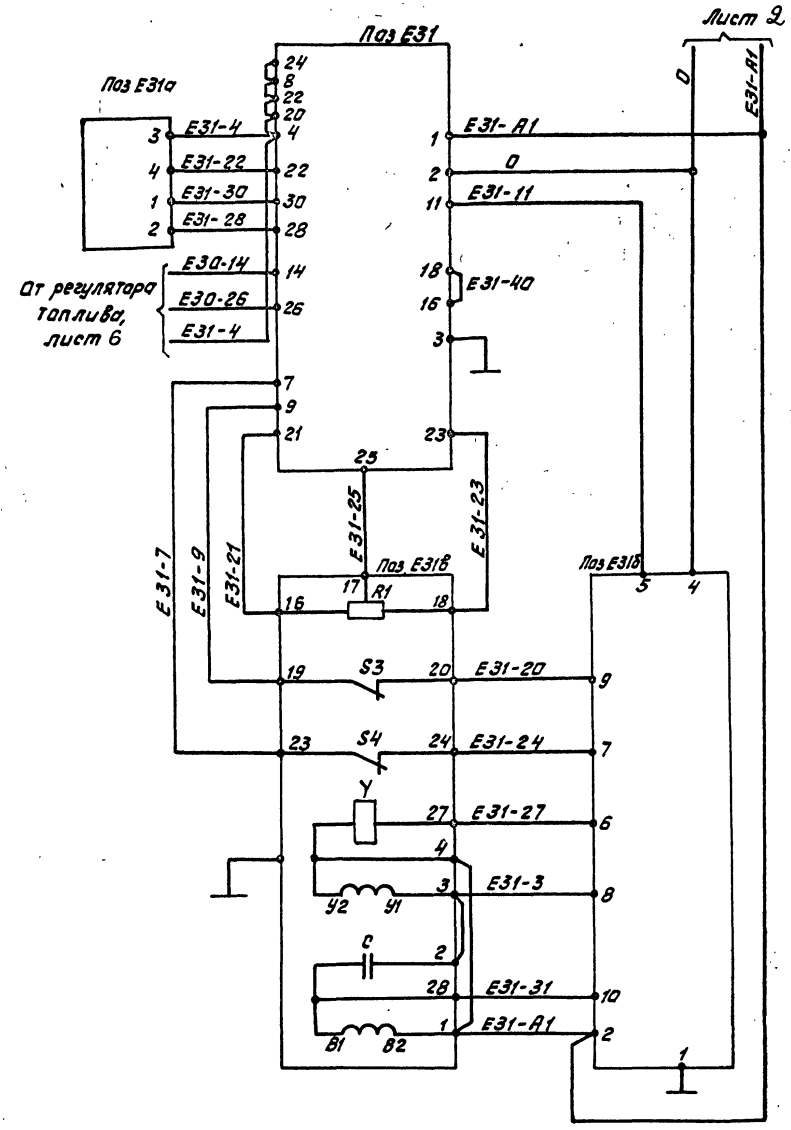 Лист 2
Поз Е31
0
Е31-А1
Поз Е31а
24
8
22
20
3 Е31-4 4
4 Е31-22 22
1 Е31-30 30
2 Е31-28 28
1 Е31-А1
2 0
11 Е31-11
Е30-14 14
Е30-26 26
Е31-4
От регулятора
топлива,
лист 6
18
16
Е31-40
3
7
9
21
23
25
Е31-7
Е31-9
Е31-21
Е31-25
Е31-23
Поз. Е31в
Поз Е31б
5
4
17
16
R1
18
19 S3 20 Е31-20 9
23 S4 24 Е31-24 7
Y
27 Е31-27 6
4
3 Е31-3 8
У2 У1
С
2
28 Е31-31 10
1 Е31-А1 2
В1 В2
1